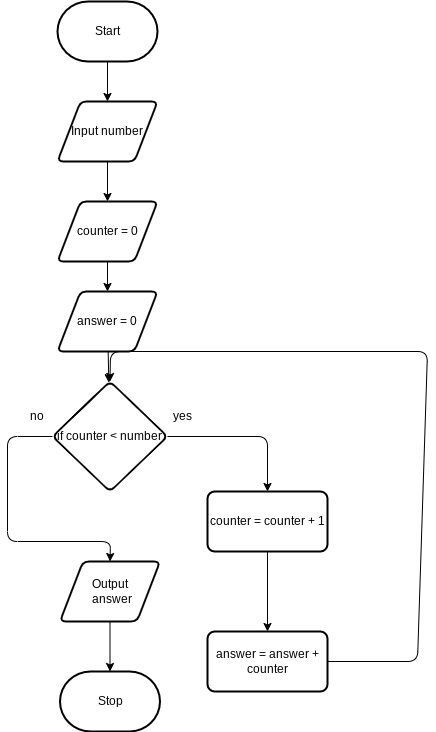 Start
Input number
counter = 0
answer = 0
no
yes
if counter < number
counter = counter + 1
Output
answer
answer = answer +
counter
Stop